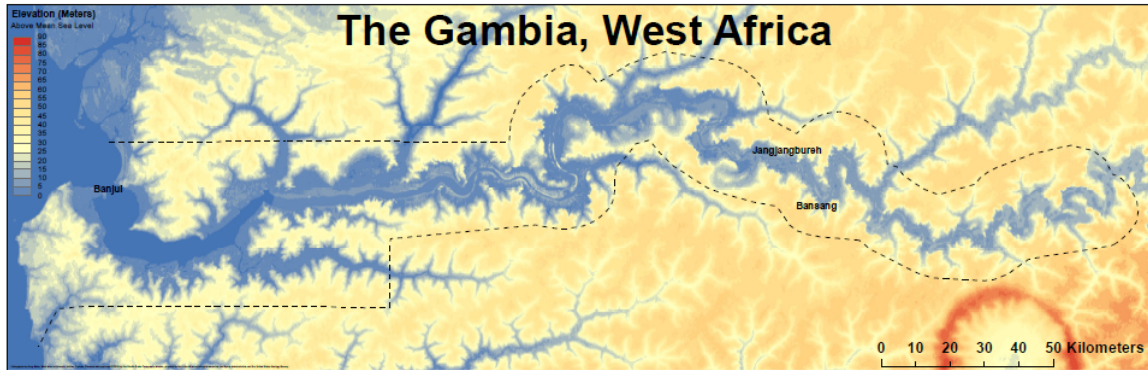 The Gambia, West Africa
Elevation (Meters)
Above Mean Sea Level
90
85
80
75
70
65
60
55
50
45
40
35
30
25
20
15
10
5
0
Banjul
Jangjangbureh
Bansang
0 10 20 30 40 50 Kilometers